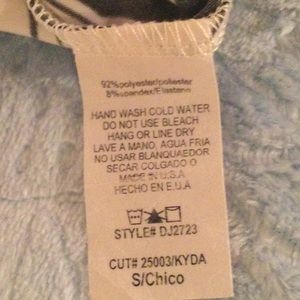 92%polyester/poliester
8%spandex/Elastano
HAND WASH COLD WATER
DO NOT USE BLEACH
HANG OR LINE DRY
LAVE A MANO, AGUA FRIA
NO USAR BLANQUAEDOR
SECAR COLGADO O
MADE IN U.S.A
HECHO EN E.U.A
STYLE# DJ2723
CUT# 25003/KYDA
S/Chico